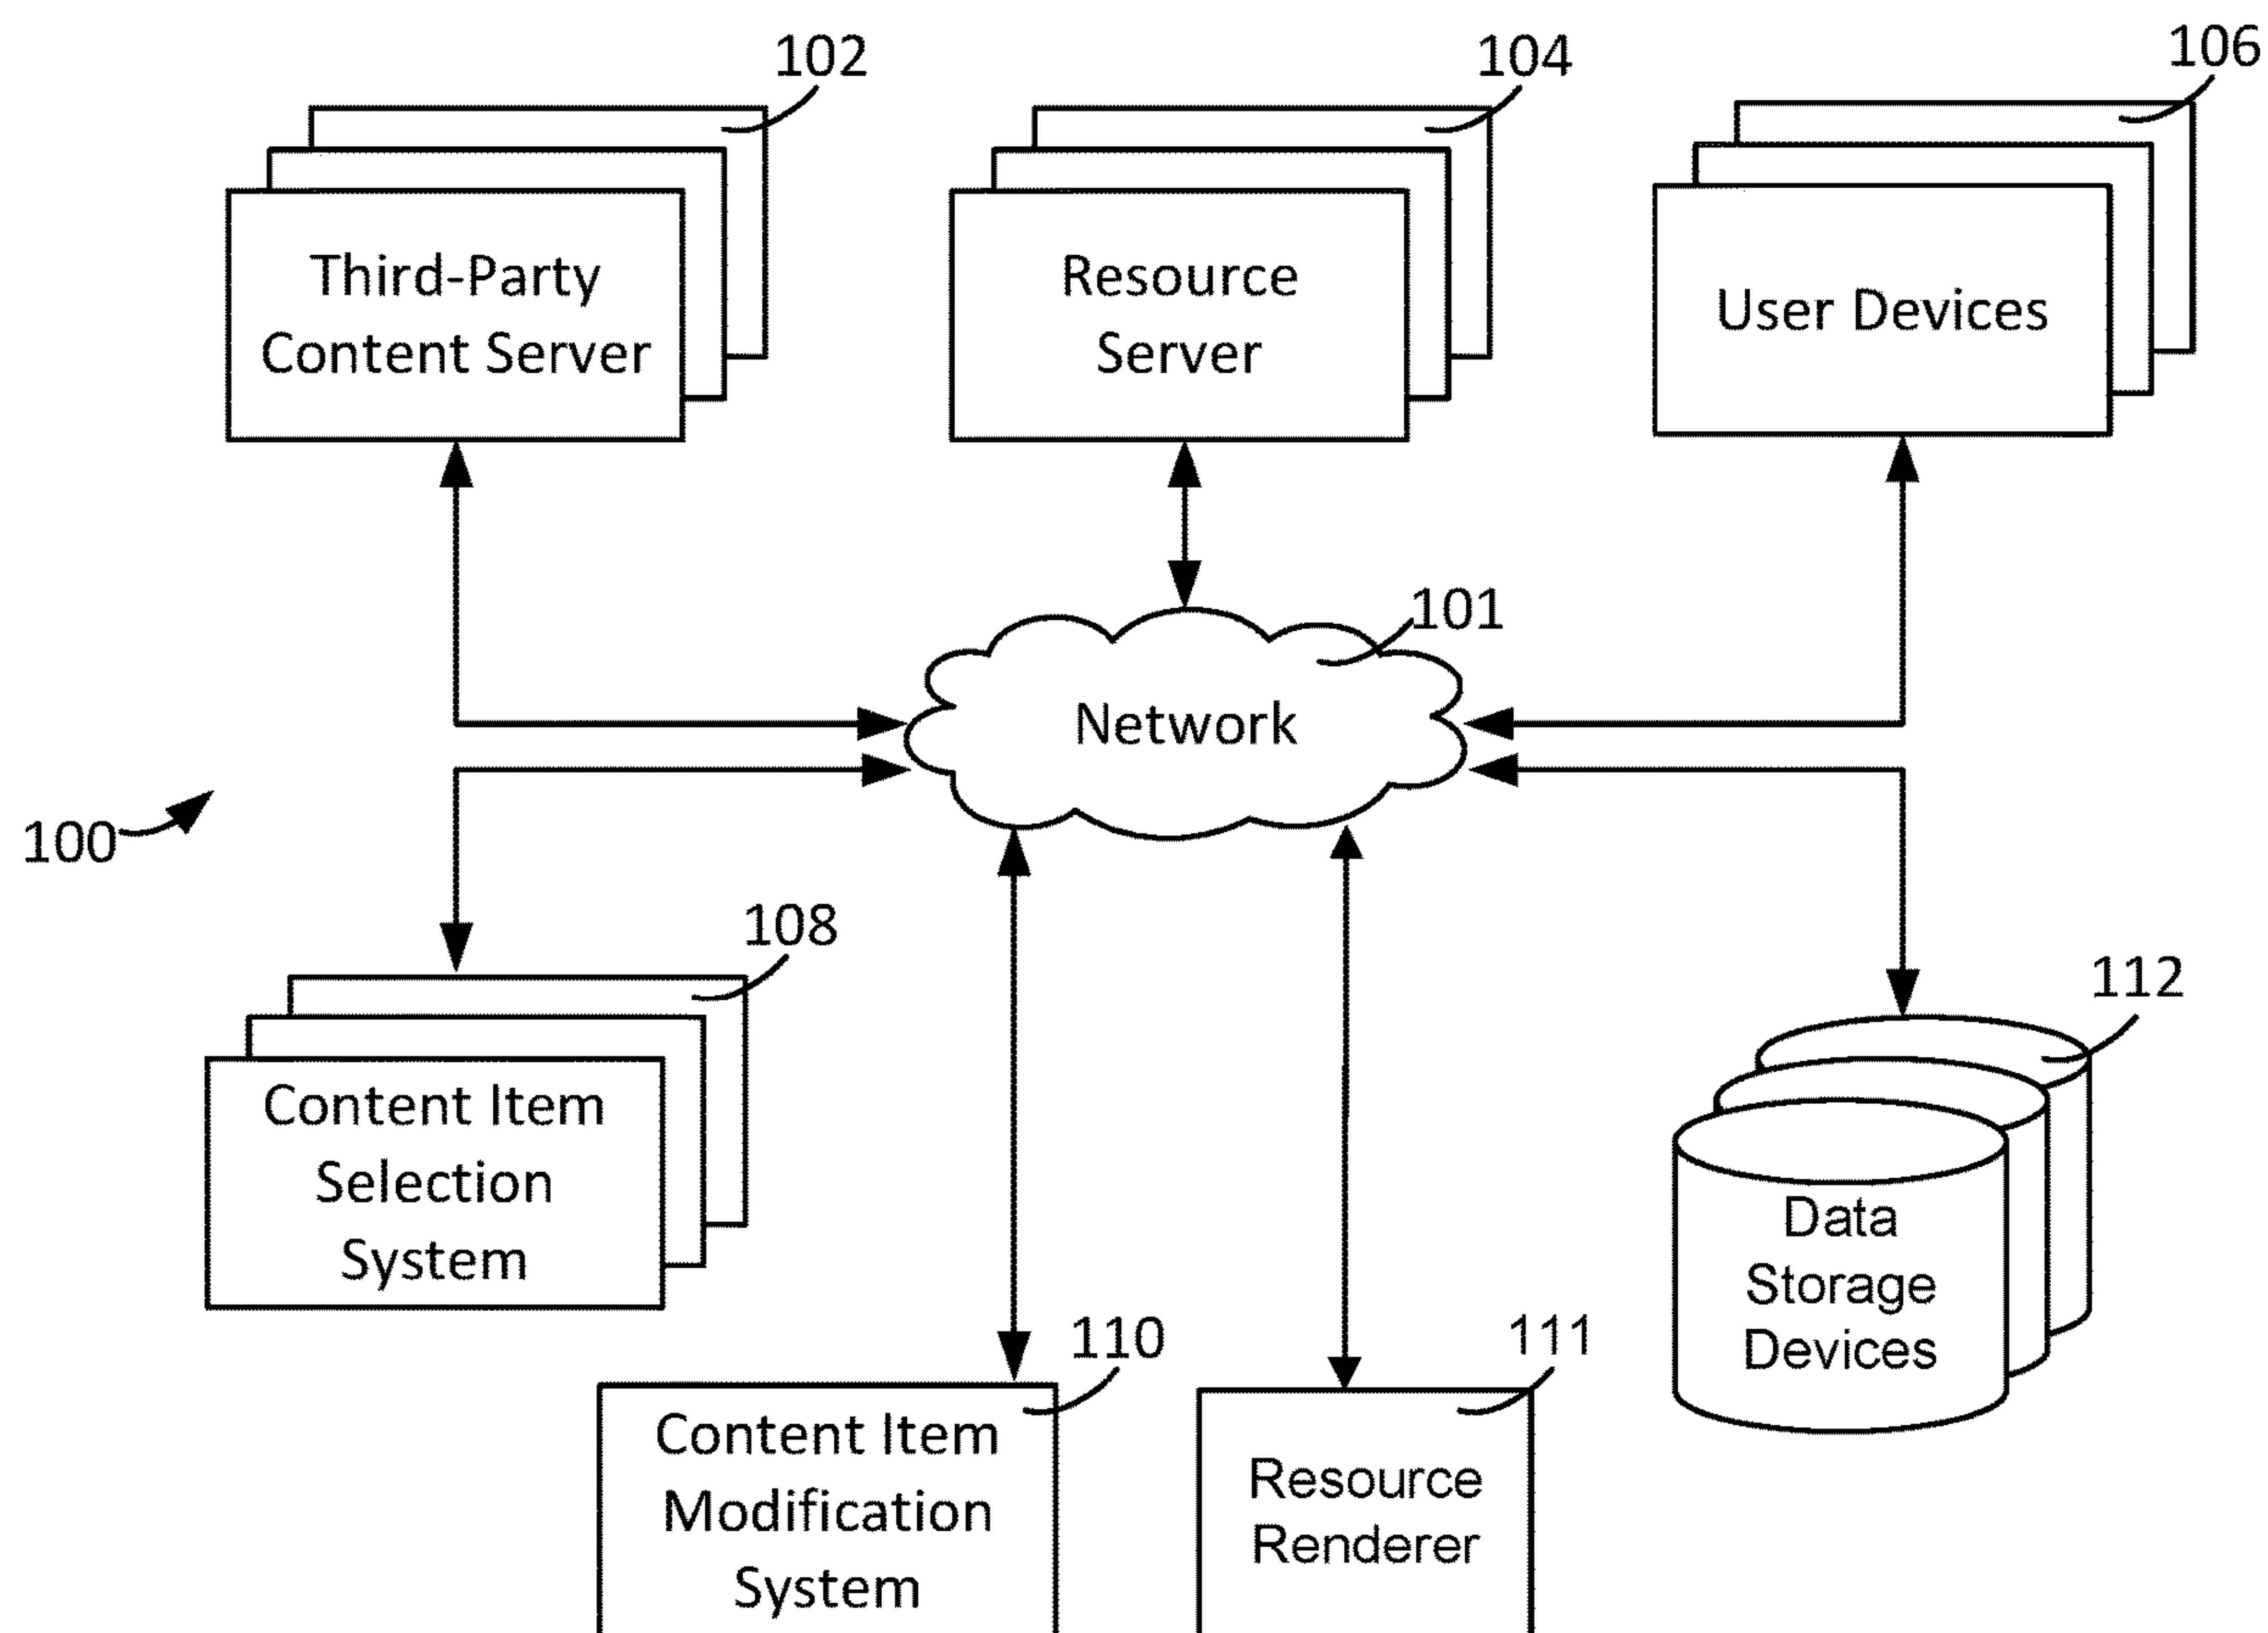 102
104
106
Third-Party
Content Server
Resource
Server
User Devices
101
Network
100
108
112
Content Item
Selection
System
Data
Storage
Devices
110
111
Content Item
Modification
System
Resource
Renderer